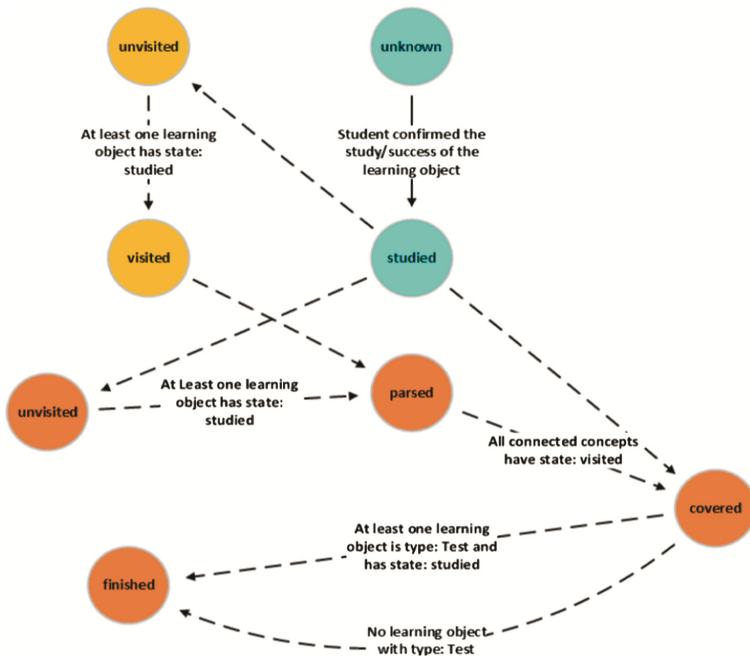 unvisited
unknown
At least one learning
object has state:
studied
Student confirmed the
study/success of the
learning object
visited
studied
unvisited
At Least one learning
object has state:
studied
parsed
All connected concepts
have state: visited
covered
At least one learning
object is type: Test and
has state: studied
finished
No learning object
with type: Test